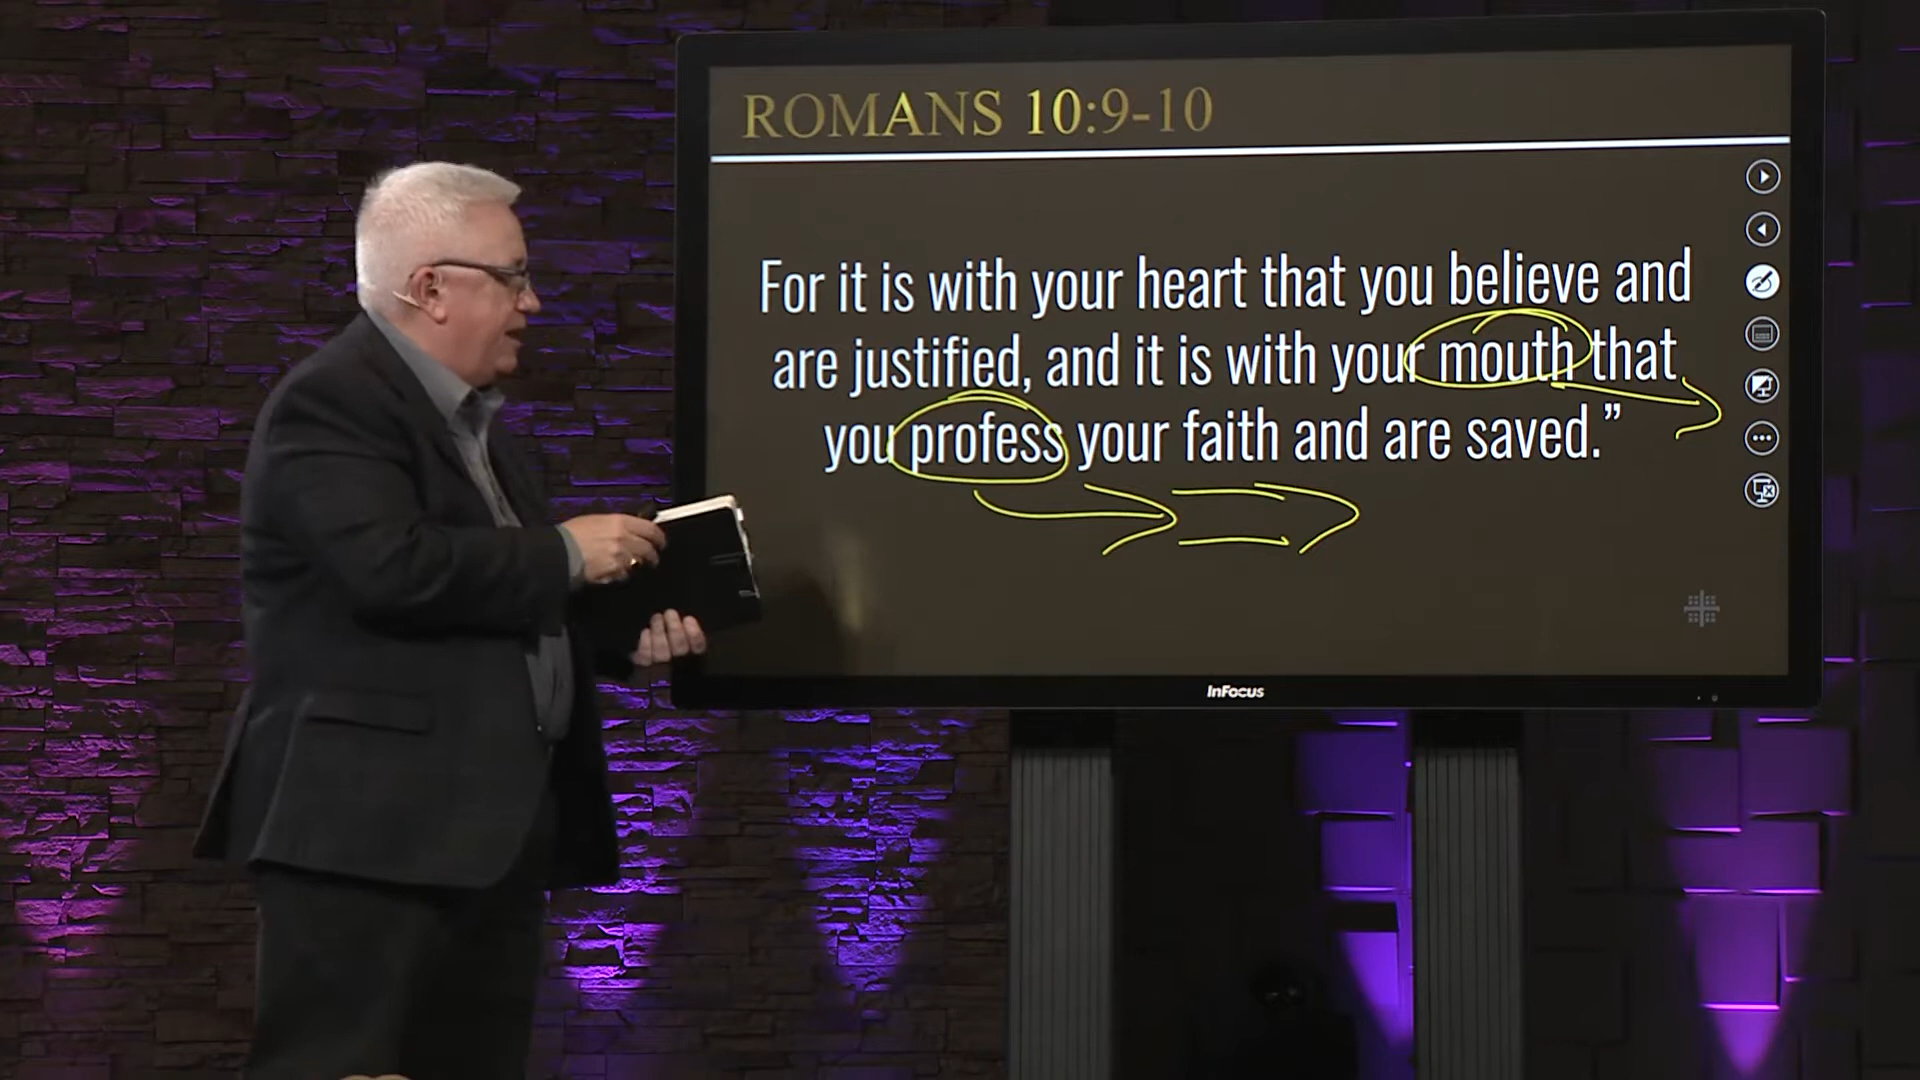 ROMANS 10:9-10
For it is with your heart that you believe and
are justified, and it is with your mouth that
you profess your faith and are saved.”
InFocus